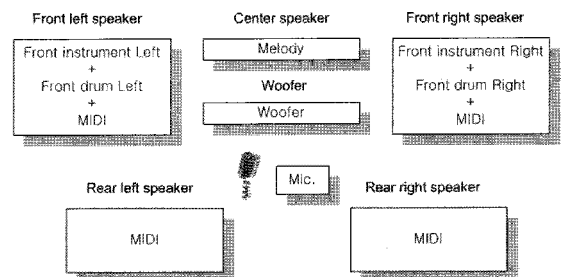 Front left speaker
Center speaker
Front right speaker
Front instrument Left
+
Front drum Left
+
MIDI
Melody
Woofer
Woofer
Front instrument Right
+
Front drum Right
+
MIDI
Mic.
Rear left speaker
Rear right speaker
MIDI
MIDI